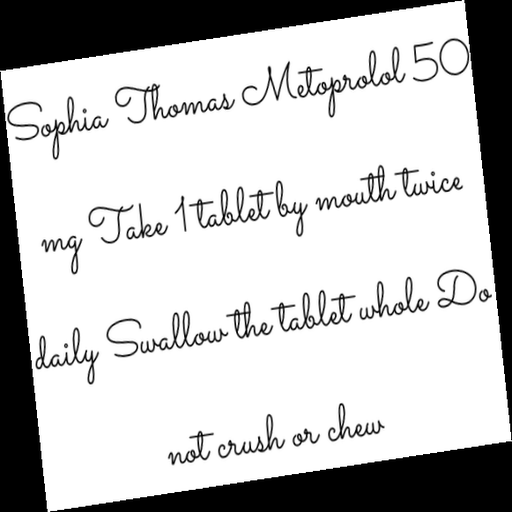 Sophia Thomas Metoprolol 50
mg Take 1 tablet by mouth twice
daily Swallow the tablet whole Do
not crush or chew